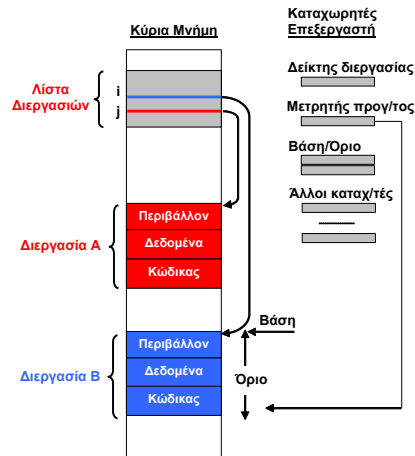 Κύρια Μνήμη
Καταχωρητές
Επεξεργαστή
Λίστα
Διεργασιών
i
j
Δείκτης διεργασίας
Μετρητής προγ/τος
Βάση/Όριο
Άλλοι καταχ/τές
Διεργασία Α
Περιβάλλον
Δεδομένα
Κώδικας
Διεργασία Β
Περιβάλλον
Δεδομένα
Κώδικας
Βάση
Όριο